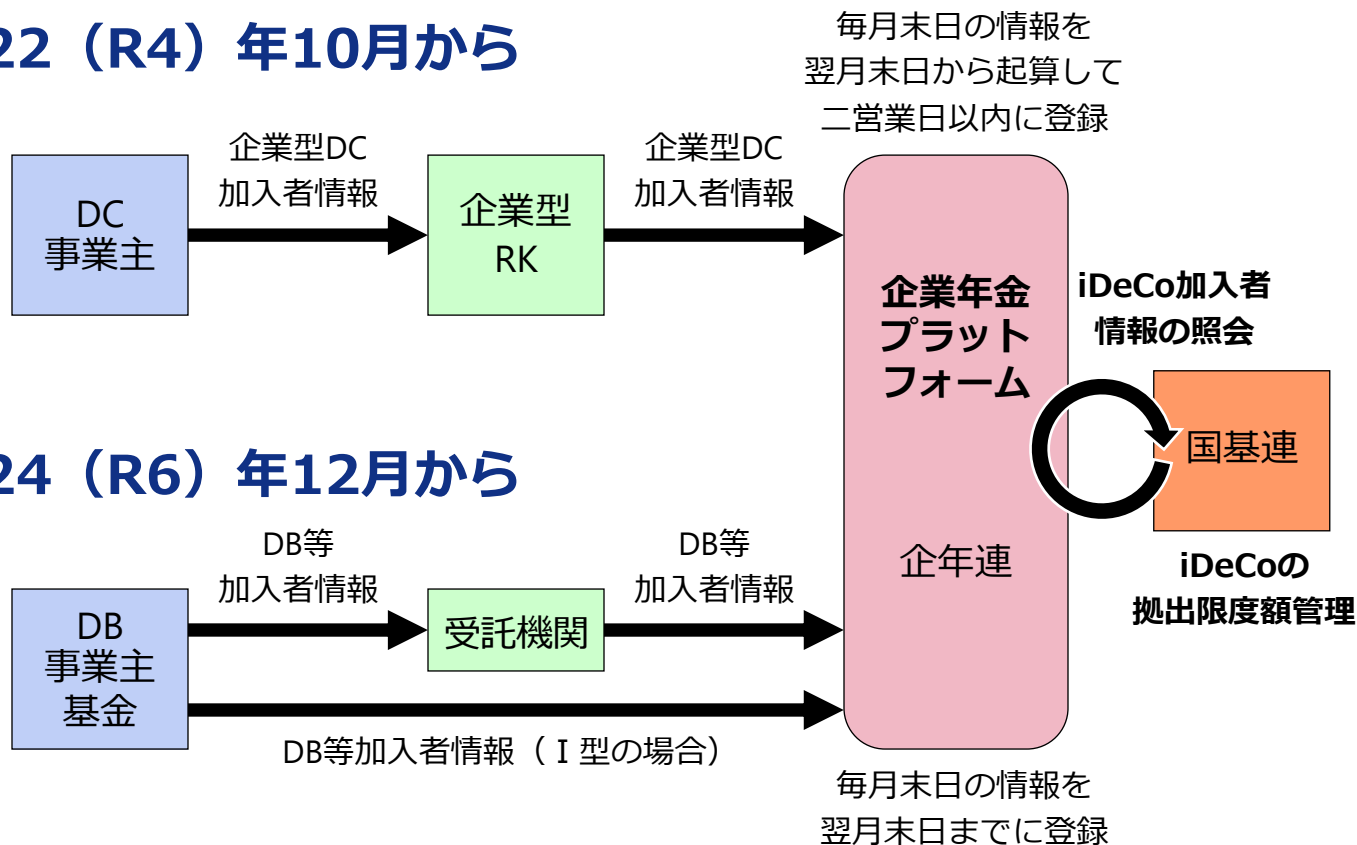 22（R4）年10月から
毎月末日の情報を
翌月末日から起算して
二営業日以内に登録
DC
事業主
企業型DC
加入者情報
企業型
RK
企業型DC
加入者情報
企業年金
プラット
フォーム
企年連
iDeCo加入者
情報の照会
国基連
iDeCoの
拠出限度額管理
24（R6）年12月から
DB
事業主
基金
DB等
加入者情報
受託機関
DB等
加入者情報
DB等加入者情報（Ⅰ型の場合）
毎月末日の情報を
翌月末日までに登録